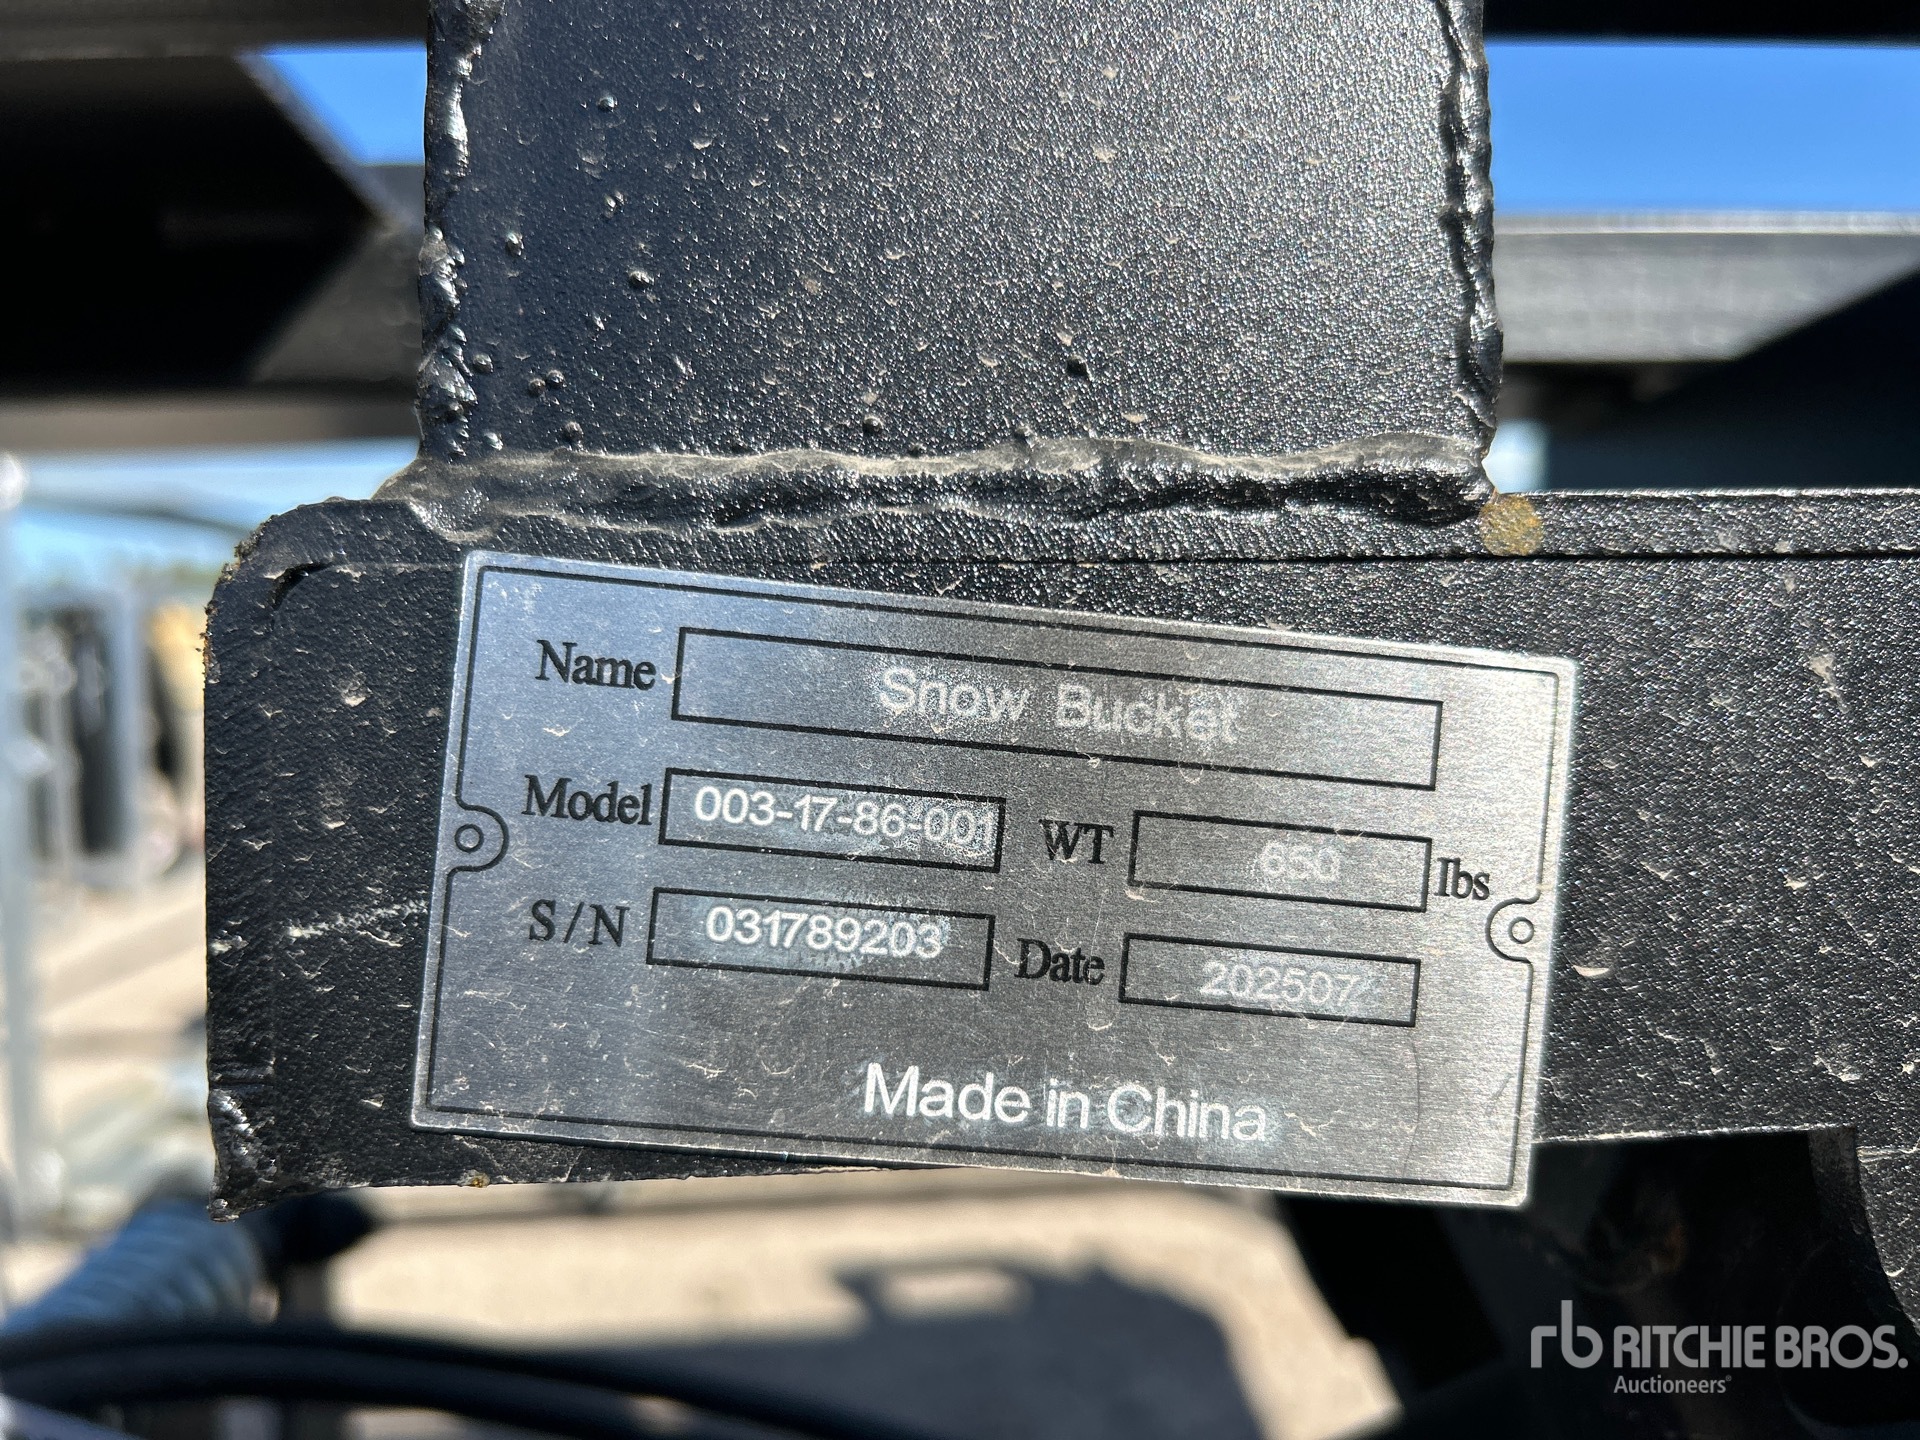 Name Snow Bucket
Model 003-17-86-001 WT 650 lbs
S/N 031789203 Date 202507
Made in China
rb RITCHIE BROS.
Auctioneers